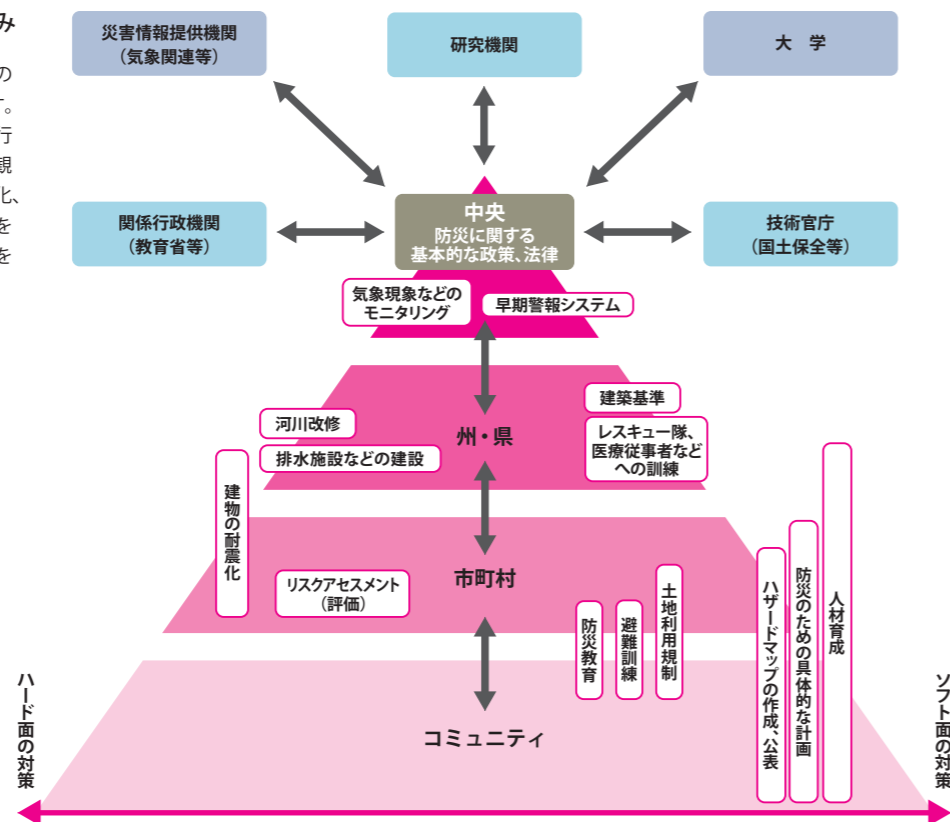 み
の
す。
行
観
化、
を
を
災害情報提供機関
(気象関連等)
研究機関
大　学
関係行政機関
(教育省等)
中央
防災に関する
基本的な政策、法律
技術官庁
(国土保全等)
気象現象などの
モニタリング
早期警報システム
河川改修
排水施設などの建設
州・県
建築基準
レスキュー隊、
医療従事者など
への訓練
建物の耐震化
リスクアセスメント
(評価)
市町村
防災教育
避難訓練
土地利用規制
ハザードマップの作成、公表
防災のための具体的な計画
人材育成
コミュニティ
ハード面の対策
ソフト面の対策